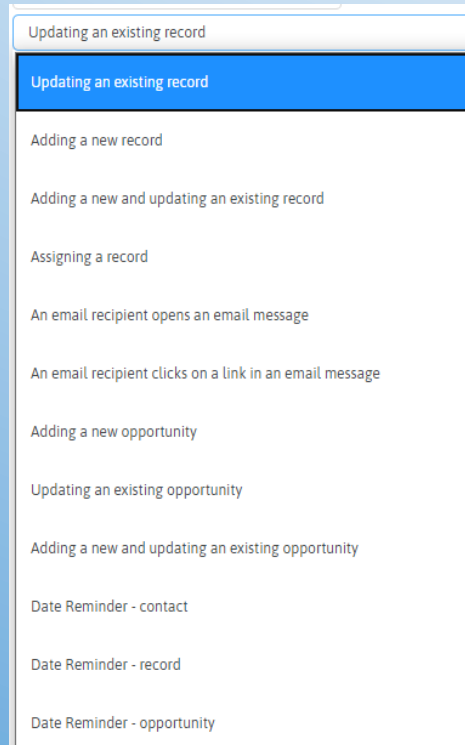 Updating an existing record
Updating an existing record
Adding a new record
Adding a new and updating an existing record
Assigning a record
An email recipient opens an email message
An email recipient clicks on a link in an email message
Adding a new opportunity
Updating an existing opportunity
Adding a new and updating an existing opportunity
Date Reminder - contact
Date Reminder - record
Date Reminder - opportunity